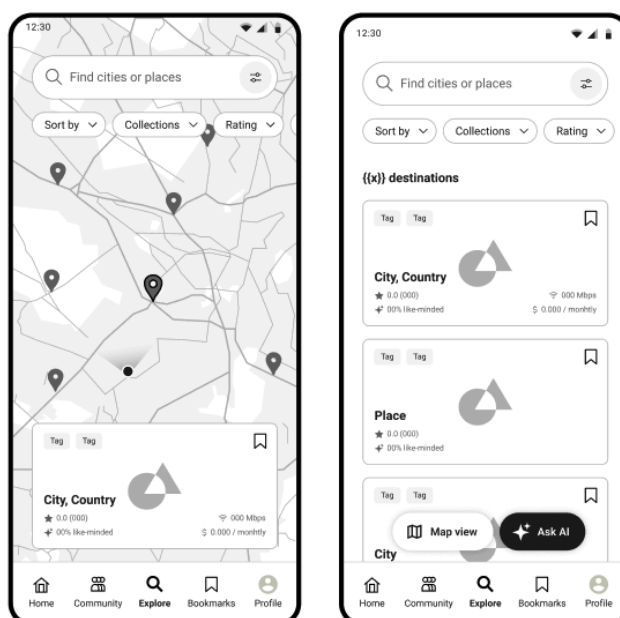 12:30
Find cities or places
Sort by
Collections
Rating
Tag Tag
City, Country
0.0 (000)
000 Mbps
00% like-minded
$ 0.000 / monhtly
Home
Community
Explore
Bookmarks
Profile
12:30
Find cities or places
Sort by
Collections
Rating
{{x}} destinations
Tag Tag
City, Country
0.0 (000)
000 Mbps
00% like-minded
$ 0.000 / monhtly
Tag Tag
Place
0.0 (000)
00% like-minded
Tag Tag
Map view
Ask AI
City
Home
Community
Explore
Bookmarks
Profile